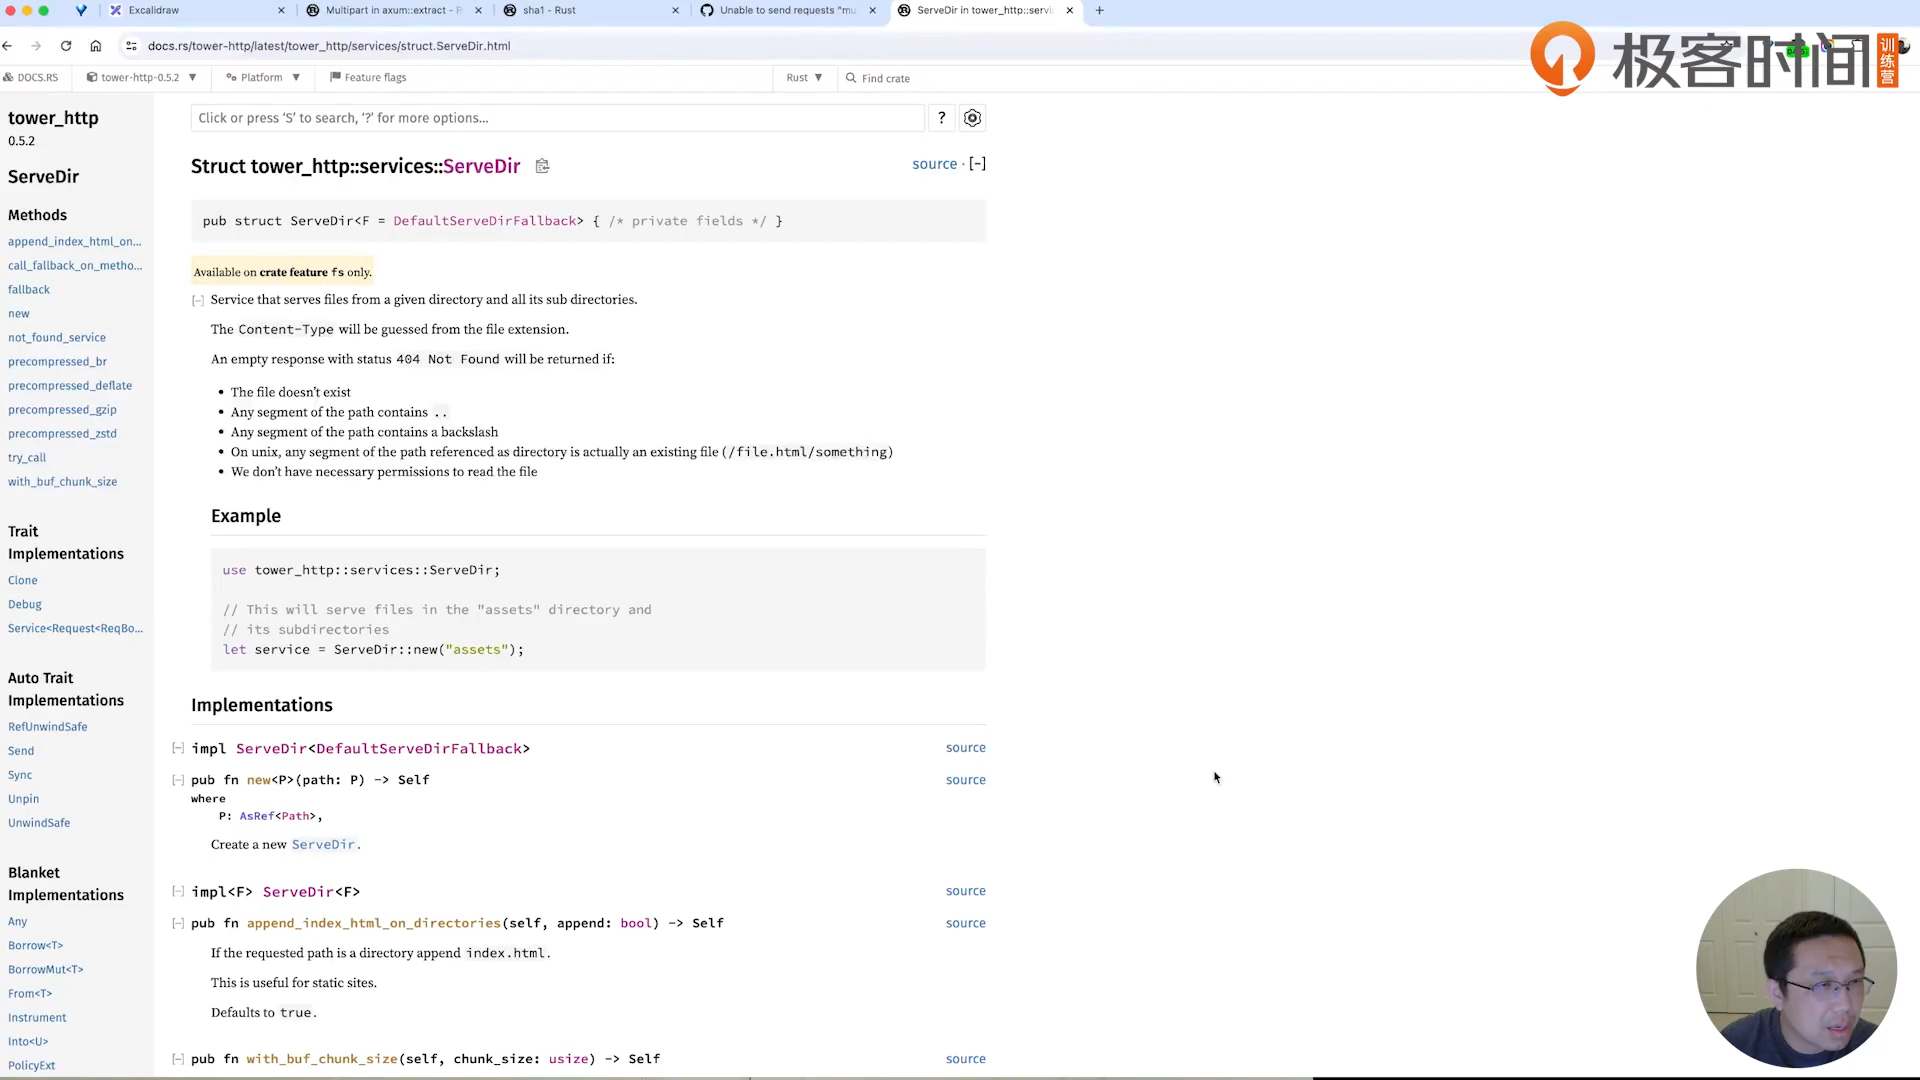 Excalidraw
Multipart in axum::extract - R
sha1 - Rust
Unable to send requests "mu
ServeDir in tower_http::servi
docs.rs/tower-http/latest/tower_http/services/struct.ServeDir.html
极客时间 训练营
DOCS.RS
tower-http-0.5.2
Platform
Feature flags
Rust
Find crate
tower_http
0.5.2
ServeDir
Methods
append_index_html_on...
call_fallback_on_metho...
fallback
new
not_found_service
precompressed_br
precompressed_deflate
precompressed_gzip
precompressed_zstd
try_call
with_buf_chunk_size
Trait
Implementations
Clone
Debug
Service<Request<ReqBo...
Auto Trait
Implementations
RefUnwindSafe
Send
Sync
Unpin
UnwindSafe
Blanket
Implementations
Any
Borrow<T>
BorrowMut<T>
From<T>
Instrument
Into<U>
PolicyExt
Click or press ‘S’ to search, ‘?’ for more options...
?
Struct tower_http::services::ServeDir
source · [-]
pub struct ServeDir<F = DefaultServeDirFallback> { /* private fields */ }
Available on crate feature fs only.
[-] Service that serves files from a given directory and all its sub directories.
The Content-Type will be guessed from the file extension.
An empty response with status 404 Not Found will be returned if:
• The file doesn’t exist
• Any segment of the path contains ..
• Any segment of the path contains a backslash
• On unix, any segment of the path referenced as directory is actually an existing file (/file.html/something)
• We don’t have necessary permissions to read the file
Example
use tower_http::services::ServeDir;
// This will serve files in the "assets" directory and
// its subdirectories
let service = ServeDir::new("assets");
Implementations
[-] impl ServeDir<DefaultServeDirFallback>
source
[-] pub fn new<P>(path: P) -> Self
source
where
P: AsRef<Path>,
Create a new ServeDir.
[-] impl<F> ServeDir<F>
source
[-] pub fn append_index_html_on_directories(self, append: bool) -> Self
source
If the requested path is a directory append index.html.
This is useful for static sites.
Defaults to true.
[-] pub fn with_buf_chunk_size(self, chunk_size: usize) -> Self
source